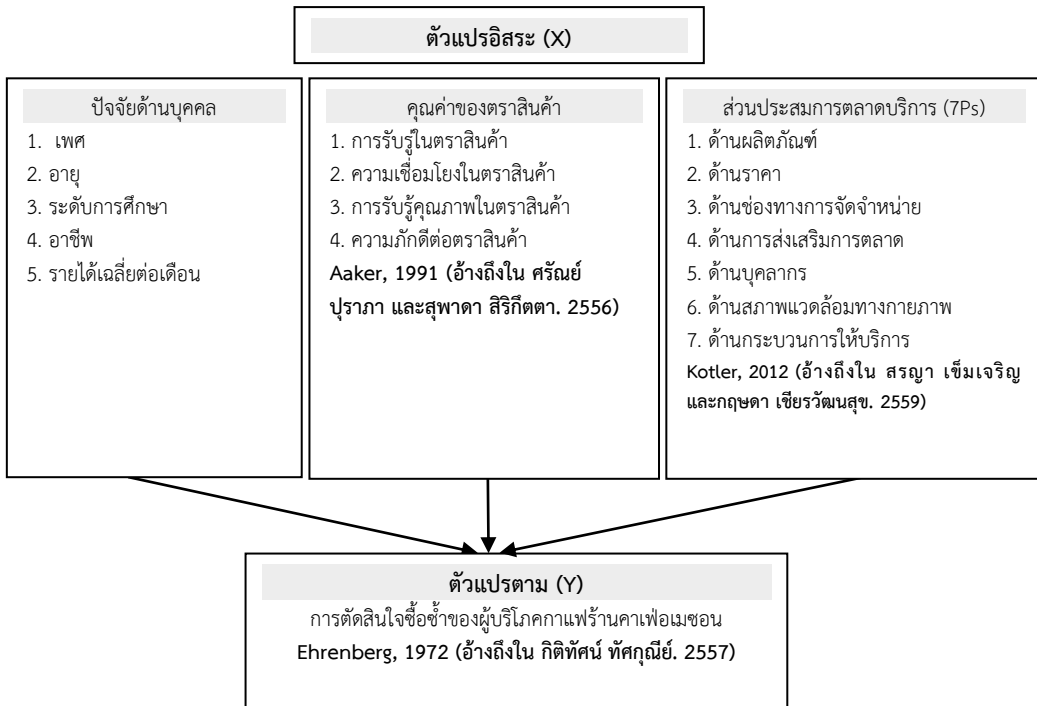 ตัวแปรอิสระ (X)
ปัจจัยด้านบุคคล
1. เพศ
2. อายุ
3. ระดับการศึกษา
4. อาชีพ
5. รายได้เฉลี่ยต่อเดือน
คุณค่าของตราสินค้า
1. การรับรู่ในตราสินค้า
2. ความเชื่อมโยงในตราสินค้า
3. การรับรู้คุณภาพในตราสินค้า
4. ความภักดีต่อตราสินค้า
Aaker, 1991 (อ้างถึงใน ศรัณย์
ปุราภา และสุพาดา สิริกึตตา. 2556)
ส่วนประสมการตลาดบริการ (7Ps)
1. ด้านผลิตภัณฑ์
2. ด้านราคา
3. ด้านช่องทางการจัดจำหน่าย
4. ด้านการส่งเสริมการตลาด
5. ด้านบุคลากร
6. ด้านสภาพแวดล้อมทางกายภาพ
7. ด้านกระบวนการให้บริการ
Kotler, 2012 (อ้างถึงใน สรญา เข็มเจริญ
และกฤษดา เชียรวัฒนสุข. 2559)
ตัวแปรตาม (Y)
การตัดสินใจซื้อซ้ำของผู้บริโภคกาแฟร้านคาเฟ่อเมซอน
Ehrenberg, 1972 (อ้างถึงใน กิติทัศน์ ทัศกุณีย์. 2557)